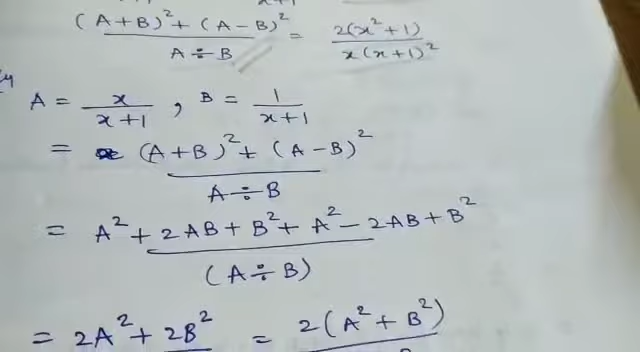 (A+B)² + (A-B)² / A÷B = 2(x²+1) / x(x+1)²
A = x / x+1 , B = 1 / x+1
= (A+B)² + (A-B)² / A÷B
= A² + 2AB + B² + A² - 2AB + B² / (A÷B)
= 2A² + 2B² = 2(A² + B²)